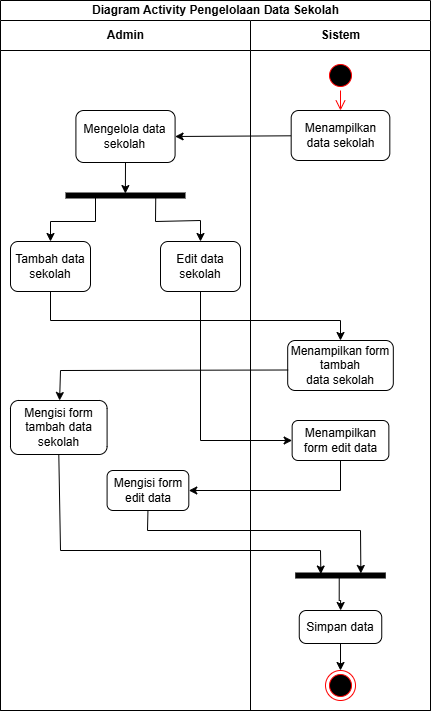 Diagram Activity Pengelolaan Data Sekolah
Admin
Sistem
Mengelola data
sekolah
Menampilkan
data sekolah
Tambah data
sekolah
Edit data
sekolah
Menampilkan form
tambah
data sekolah
Mengisi form
tambah data
sekolah
Menampilkan
form edit data
Mengisi form
edit data
Simpan data